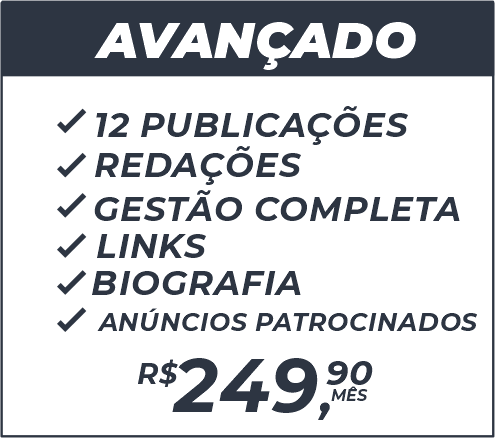 AVANÇADO
12 PUBLICAÇÕES
REDAÇÕES
GESTÃO COMPLETA
LINKS
BIOGRAFIA
ANÚNCIOS PATROCINADOS
R$249,90
MÊS